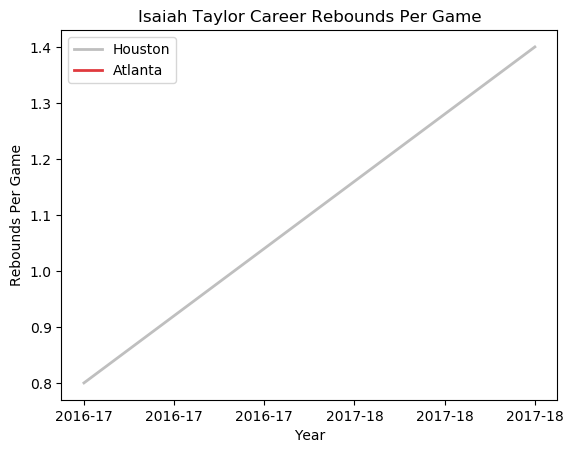 Isaiah Taylor Career Rebounds Per Game
Houston
Atlanta
Rebounds Per Game
1.4
1.3
1.2
1.1
1.0
0.9
0.8
2016-17 2016-17 2016-17 2017-18 2017-18 2017-18
Year